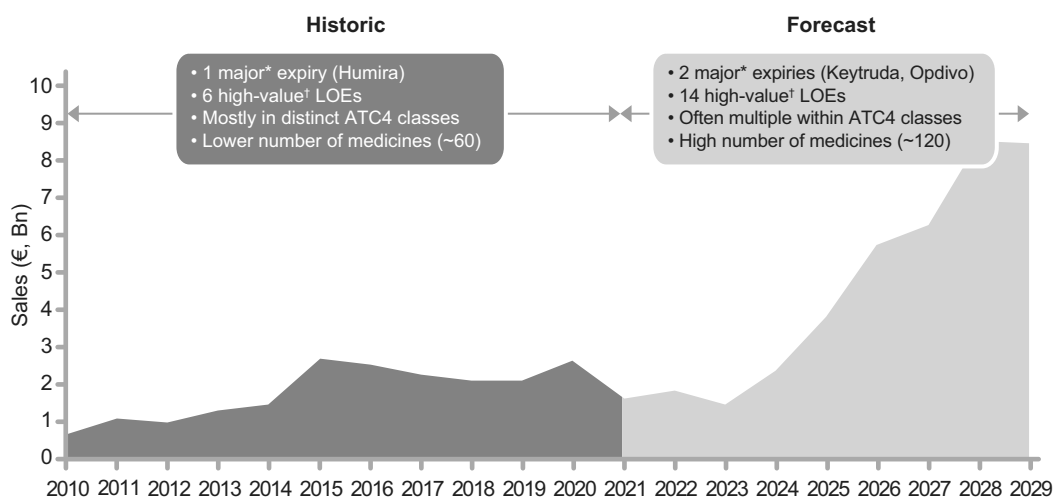 Historic
Forecast
• 1 major* expiry (Humira)
• 6 high-value† LOEs
• Mostly in distinct ATC4 classes
• Lower number of medicines (~60)
• 2 major* expiries (Keytruda, Opdivo)
• 14 high-value† LOEs
• Often multiple within ATC4 classes
• High number of medicines (~120)
Sales (€, Bn)
10
9
8
7
6
5
4
3
2
1
0
2010 2011 2012 2013 2014 2015 2016 2017 2018 2019 2020 2021 2022 2023 2024 2025 2026 2027 2028 2029